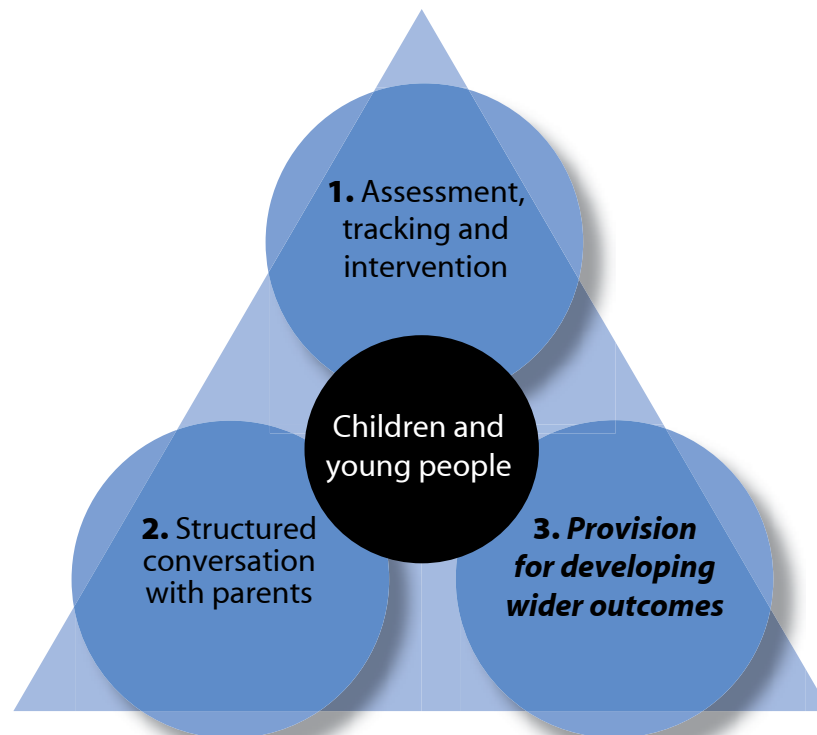 1. Assessment,
tracking and
intervention
Children and
young people
2. Structured
conversation
with parents
3. Provision
for developing
wider outcomes